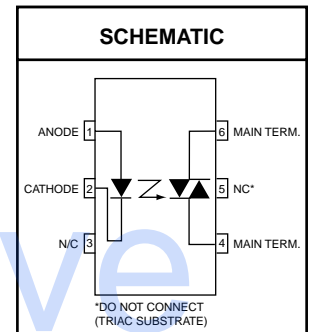 SCHEMATIC
ANODE 1
6 MAIN TERM.
CATHODE 2
5 NC*
N/C 3
4 MAIN TERM.
*DO NOT CONNECT
(TRIAC SUBSTRATE)
ve